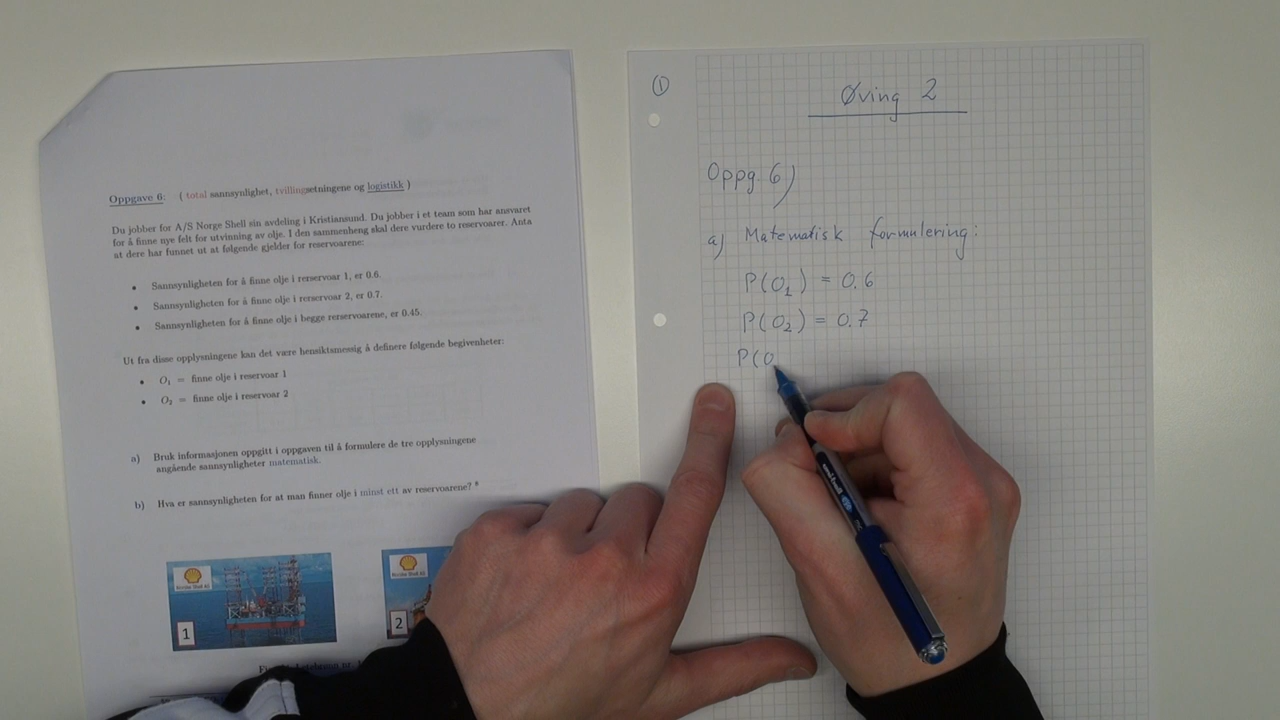 Oppgave 6: ( total sannsynlighet, tvillingsetningene og logistikk )
Du jobber for A/S Norge Shell sin avdeling i Kristiansund. Du jobber i et team som har ansvaret
for å finne nye felt for utvinning av olje. I den sammenheng skal dere vurdere to reservoarer. Anta
at dere har funnet ut at følgende gjelder for reservoarene:
• Sannsynligheten for å finne olje i rerservoar 1, er 0.6.
• Sannsynligheten for å finne olje i rerservoar 2, er 0.7.
• Sannsynligheten for å finne olje i begge rerservoarene, er 0.45.
Ut fra disse opplysningene kan det være hensiktsmessig å definere følgende begivenheter:
• O₁ = finne olje i reservoar 1
• O₂ = finne olje i reservoar 2
a) Bruk informasjonen oppgitt i oppgaven til å formulere de tre opplysningene
angående sannsynligheter matematisk.
b) Hva er sannsynligheten for at man finner olje i minst ett av reservoarene?
1
2
①
Øving 2
Oppg. 6)
a) Matematisk formulering:
P(O₁) = 0.6
P(O₂) = 0.7
P(O